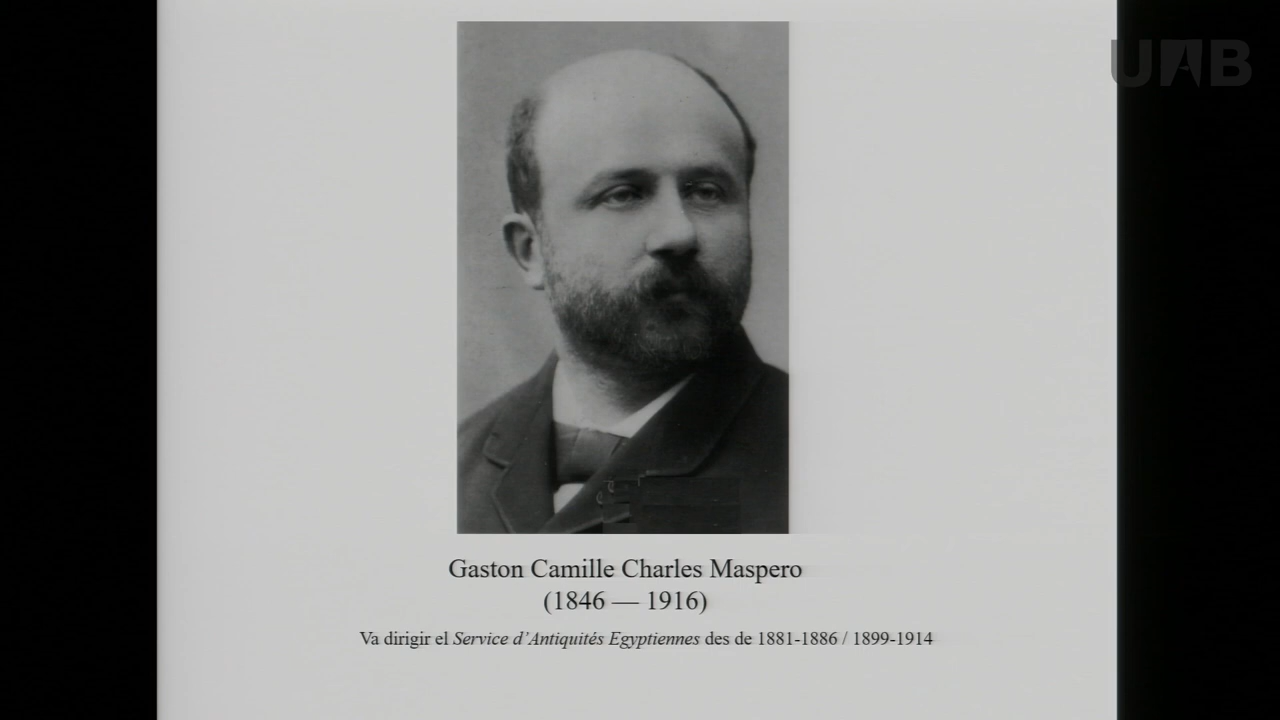 UAB
Gaston Camille Charles Maspero
(1846 — 1916)
Va dirigir el Service d'Antiquités Egyptiennes des de 1881-1886 / 1899-1914